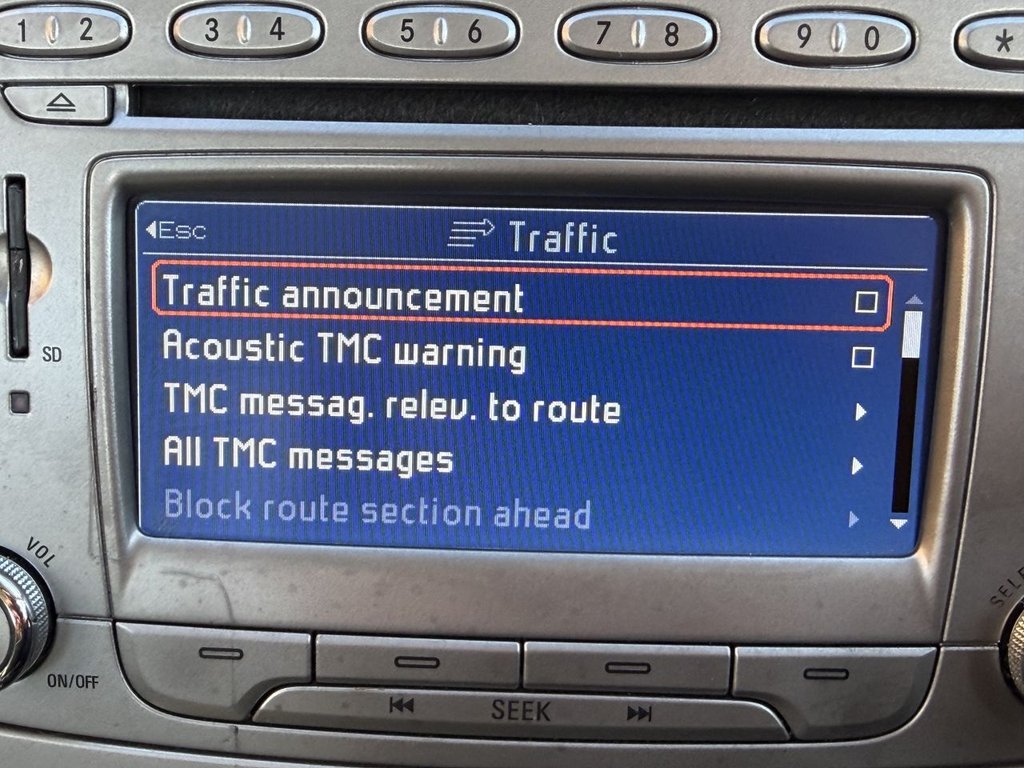 1 2 3 4 5 6 7 8 9 0 *
Esc Traffic
Traffic announcement
Acoustic TMC warning
SD
TMC messag. relev. to route
All TMC messages
Block route section ahead
VOL
ON/OFF
SEEK